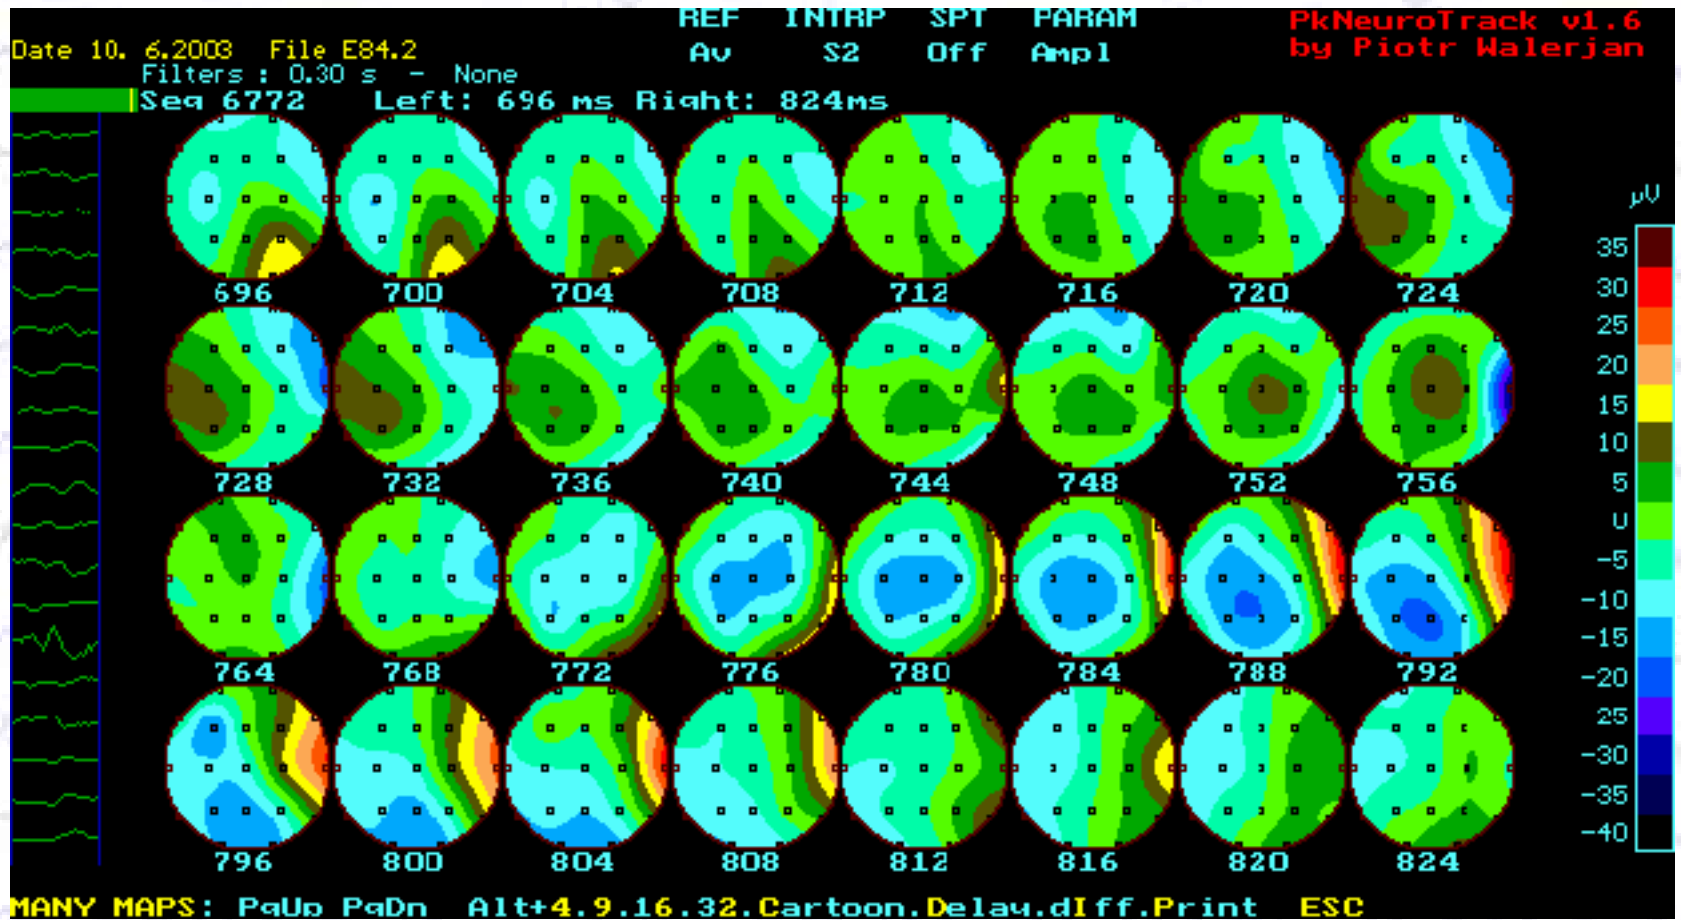 REF INTRP SPT PARAM PkNeuroTrack v1.6
Date 10. 6.2003 File E84.2 Av S2 Off Ampl by Piotr Walerjan
Filters : 0.30 s - None
Seq 6772 Left: 696 ms Right: 824ms
µV
696 700 704 708 712 716 720 724
728 732 736 740 744 748 752 756
764 768 772 776 780 784 788 792
796 800 804 808 812 816 820 824
35
30
25
20
15
10
5
U
-5
-10
-15
-20
25
-30
-35
-40
MANY MAPS: PgUp PgDn Alt+4.9.16.32.Cartoon.Delay.dIff.Print ESC